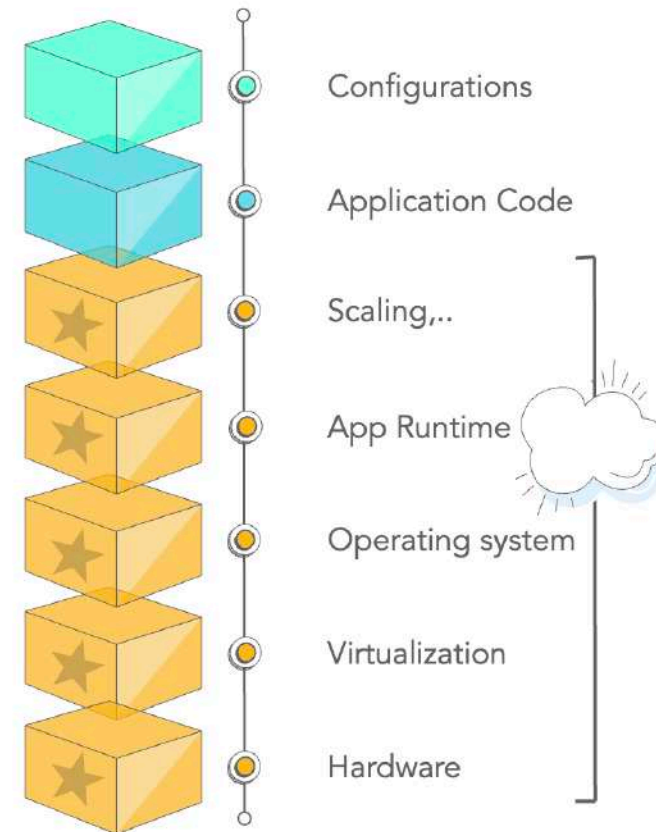 Configurations
Application Code
Scaling,..
App Runtime
Operating system
Virtualization
Hardware